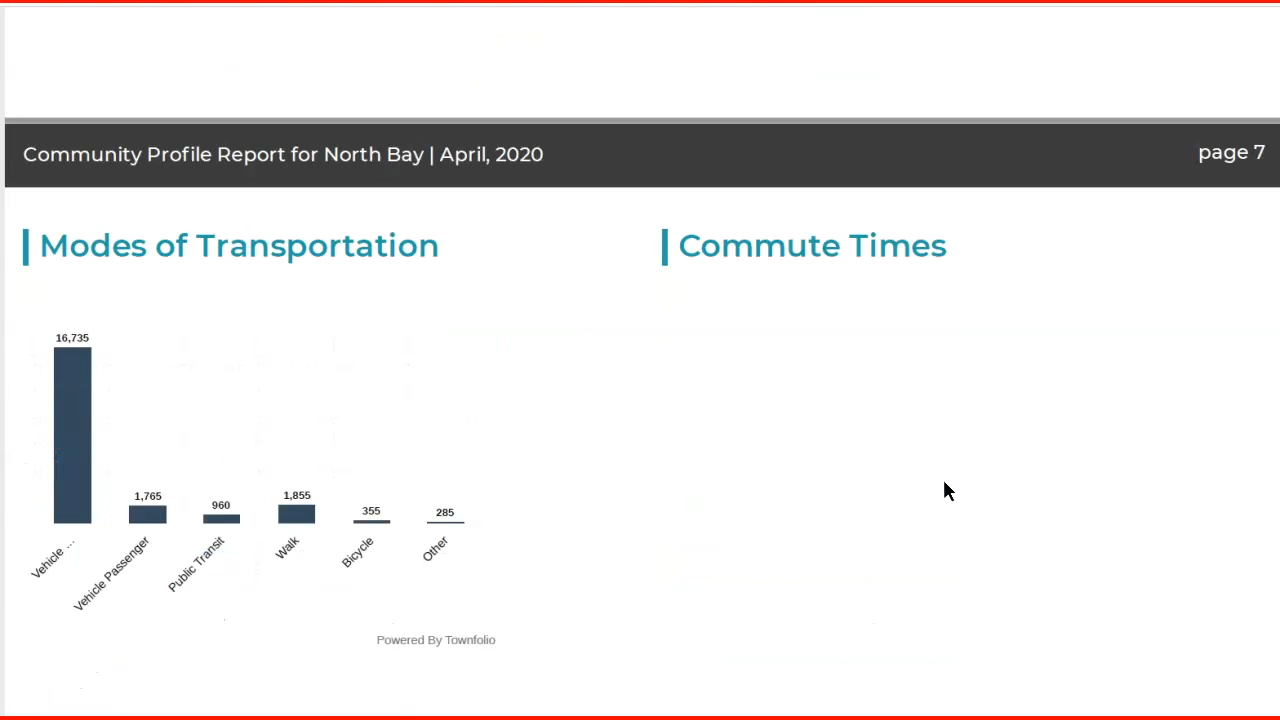 Community Profile Report for North Bay | April, 2020
page 7
Modes of Transportation
Commute Times
16,735
1,765
960
1,855
355
285
Vehicle ...
Vehicle Passenger
Public Transit
Walk
Bicycle
Other
Powered By Townfolio